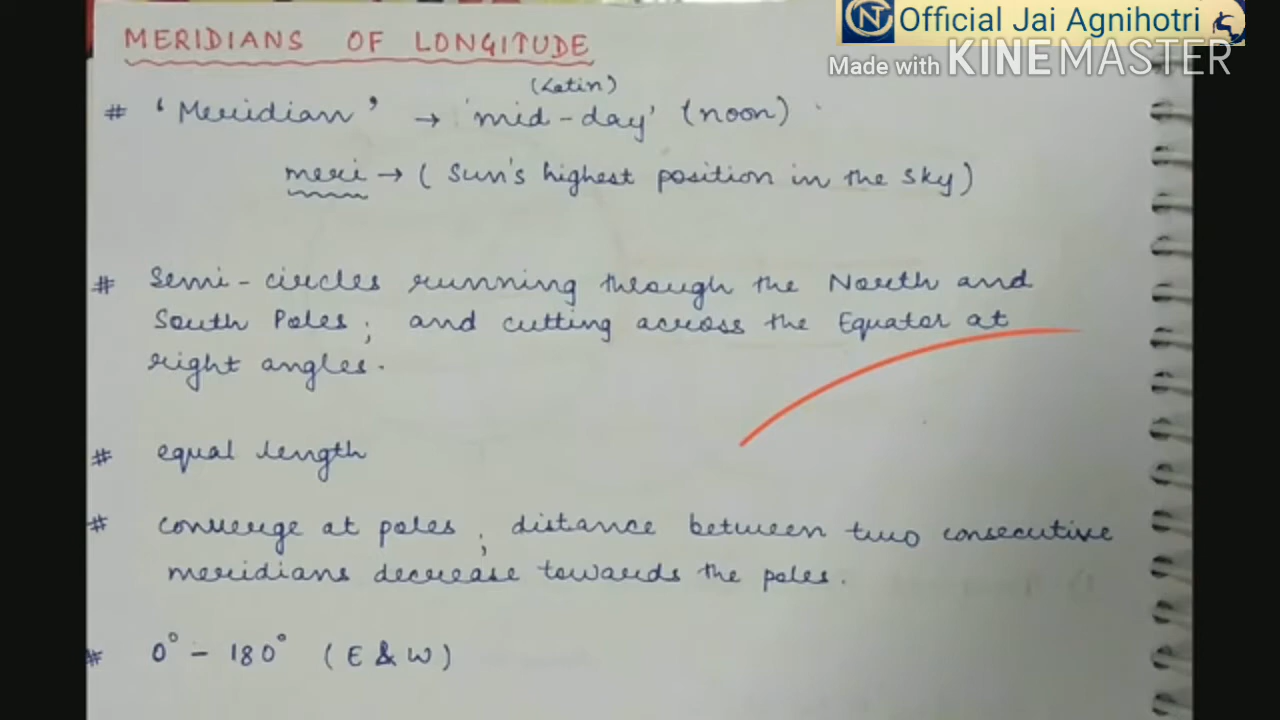 Official Jai Agnihotri
Made with KINEMASTER
MERIDIANS OF LONGITUDE
(Latin)
# 'Meridian' → 'mid-day' (noon)
meri → (Sun's highest position in the sky)
# Semi-circles running through the North and
South Poles; and cutting across the Equator at
right angles.
# equal length
# converge at poles; distance between two consecutive
meridians decrease towards the poles.
# 0° - 180° (E & W)